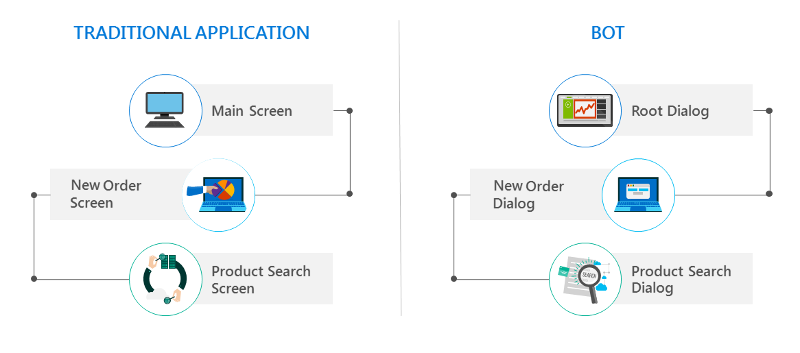 TRADITIONAL APPLICATION
Main Screen
New Order
Screen
Product Search
Screen
BOT
Root Dialog
New Order
Dialog
Product Search
Dialog
SEARCH